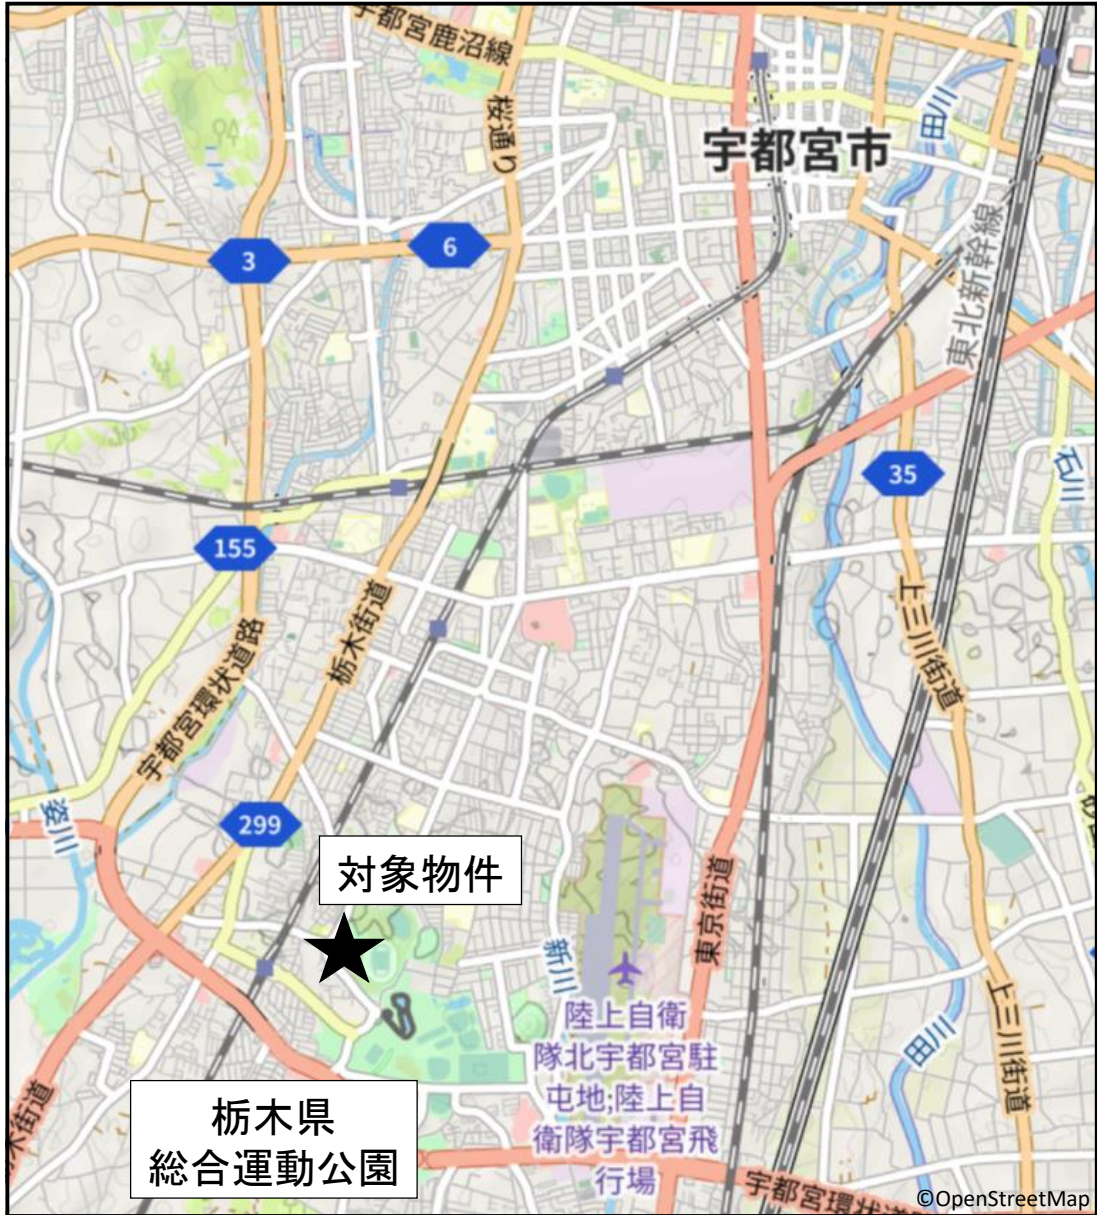 宇都宮鹿沼線
桜通り
田川
宇都宮市
東北新幹線
3
6
35
石川
155
栃木街道
宇都宮環状道路
上三川街道
姿川
299
対象物件
東京街道
新川
陸上自衛
隊北宇都宮駐
屯地;陸上自
衛隊宇都宮飛
行場
田川
上三川街道
木街道
栃木県
総合運動公園
宇都宮環状道路
©OpenStreetMap